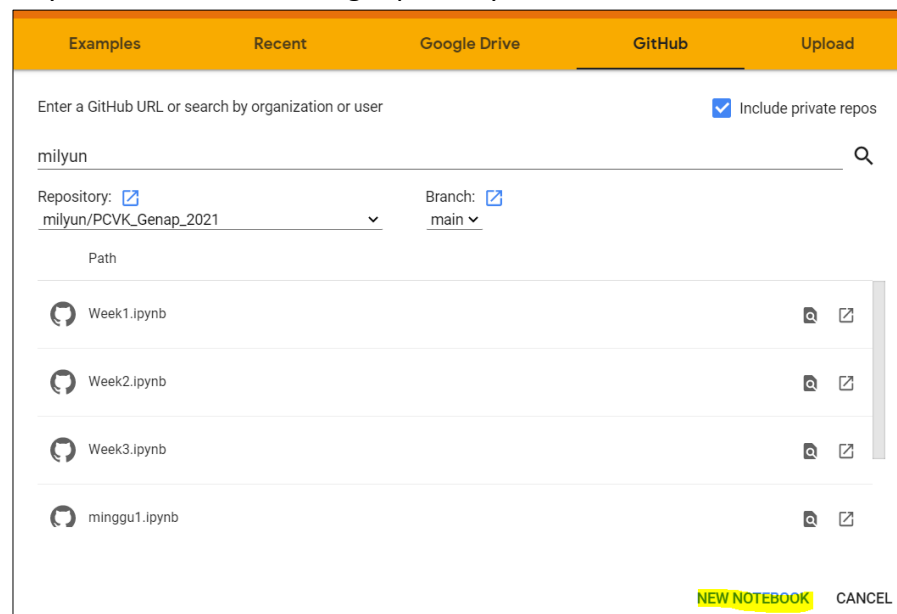 Examples Recent Google Drive GitHub Upload
Enter a GitHub URL or search by organization or user Include private repos
milyun
Repository: Branch:
milyun/PCVK_Genap_2021 main
Path
Week1.ipynb
Week2.ipynb
Week3.ipynb
minggu1.ipynb
NEW NOTEBOOK CANCEL